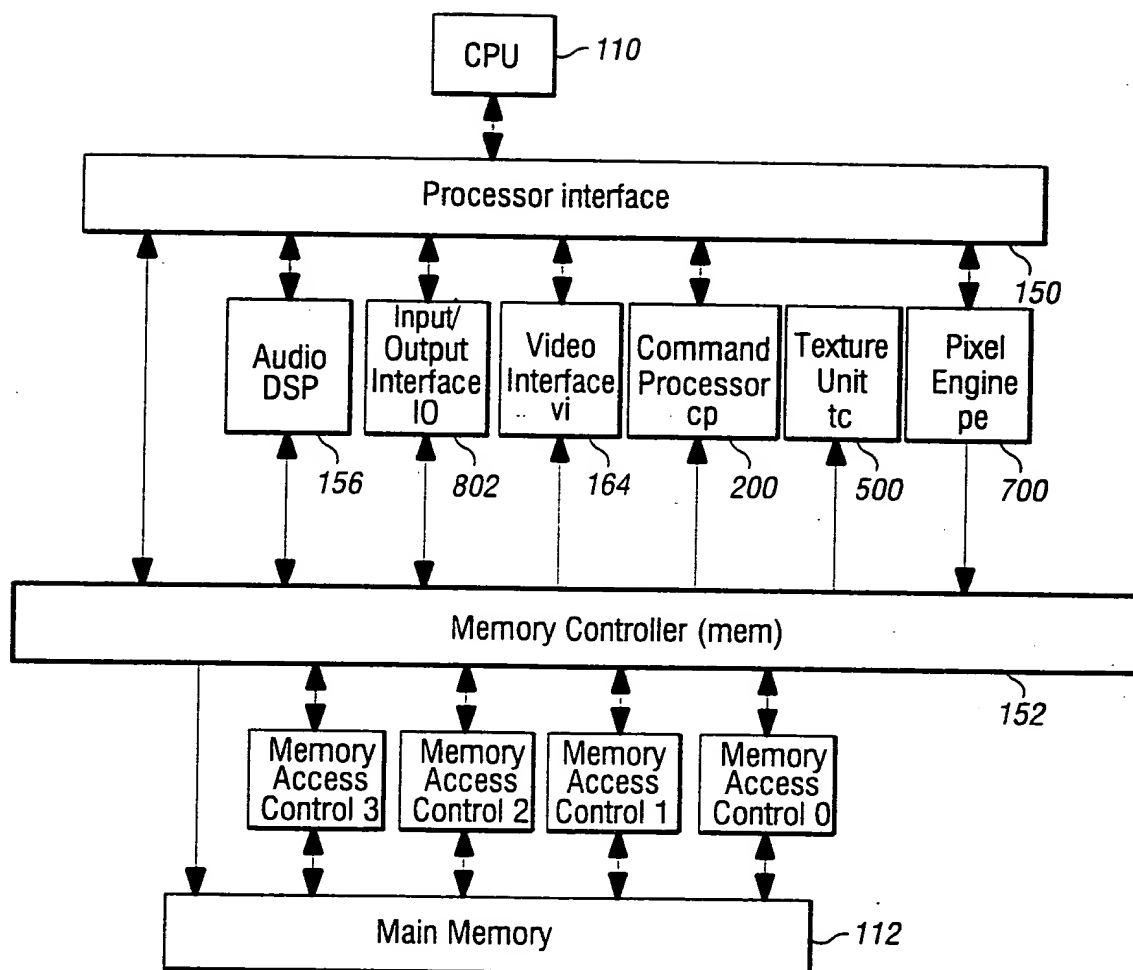 CPU
110
Processor interface
150
Audio
DSP
156
Input/
Output
Interface
IO
802
Video
Interface
vi
164
Command
Processor
cp
200
Texture
Unit
tc
500
Pixel
Engine
pe
700
Memory Controller (mem)
152
Memory
Access
Control 3
Memory
Access
Control 2
Memory
Access
Control 1
Memory
Access
Control 0
Main Memory
112